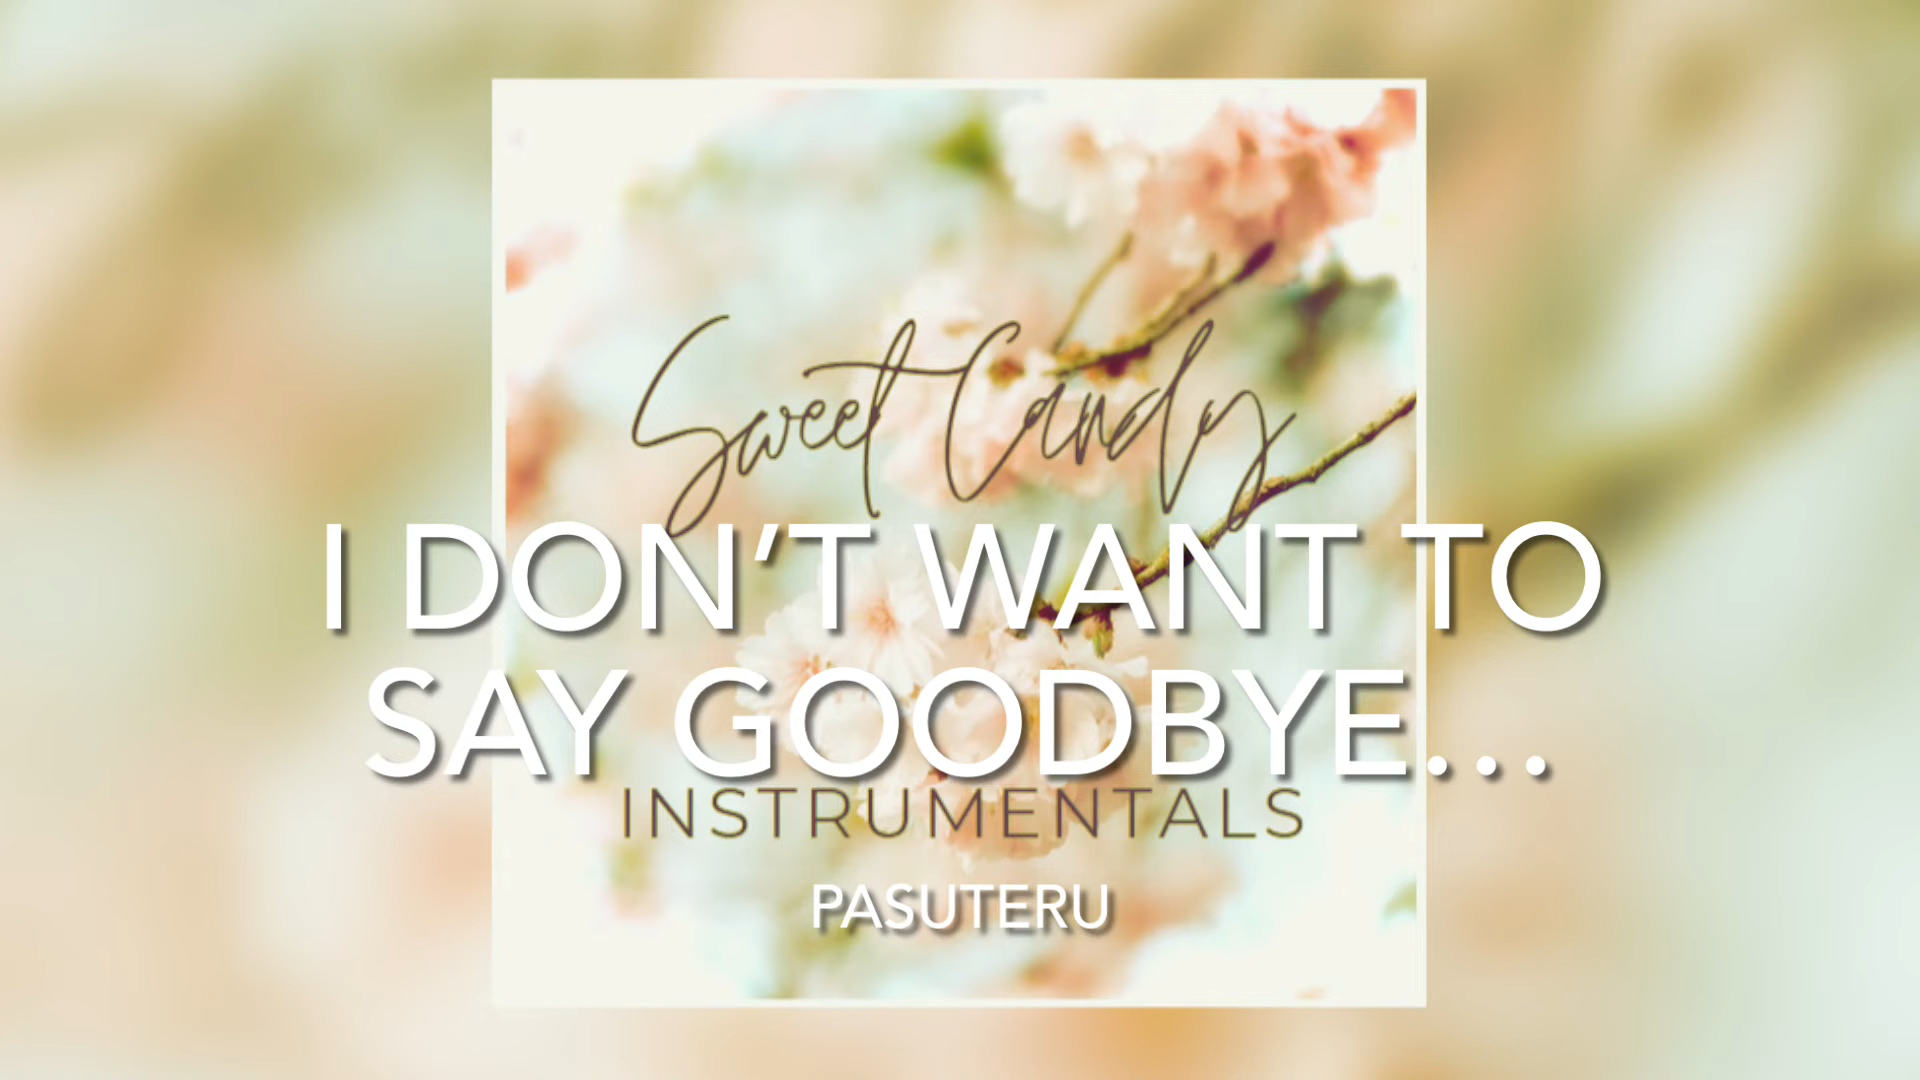 Sweet Candy
I DON’T WANT TO
SAY GOODBYE...
INSTRUMENTALS
PASUTERU